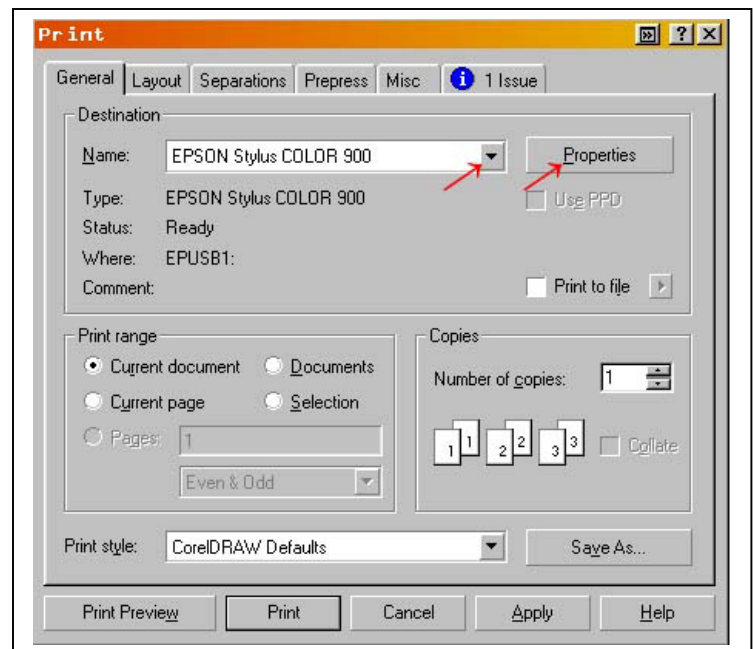 Print
General Layout Separations Prepress Misc 1 Issue
Destination
Name: EPSON Stylus COLOR 900 Properties
Type: EPSON Stylus COLOR 900 Use PPD
Status: Ready
Where: EPUSB1:
Comment: Print to file
Print range
Current document Documents
Current page Selection
Pages: 1
Even & Odd
Copies
Number of copies: 1
1 1 2 2 3 3 Collate
Print style: CorelDRAW Defaults Save As...
Print Preview Print Cancel Apply Help